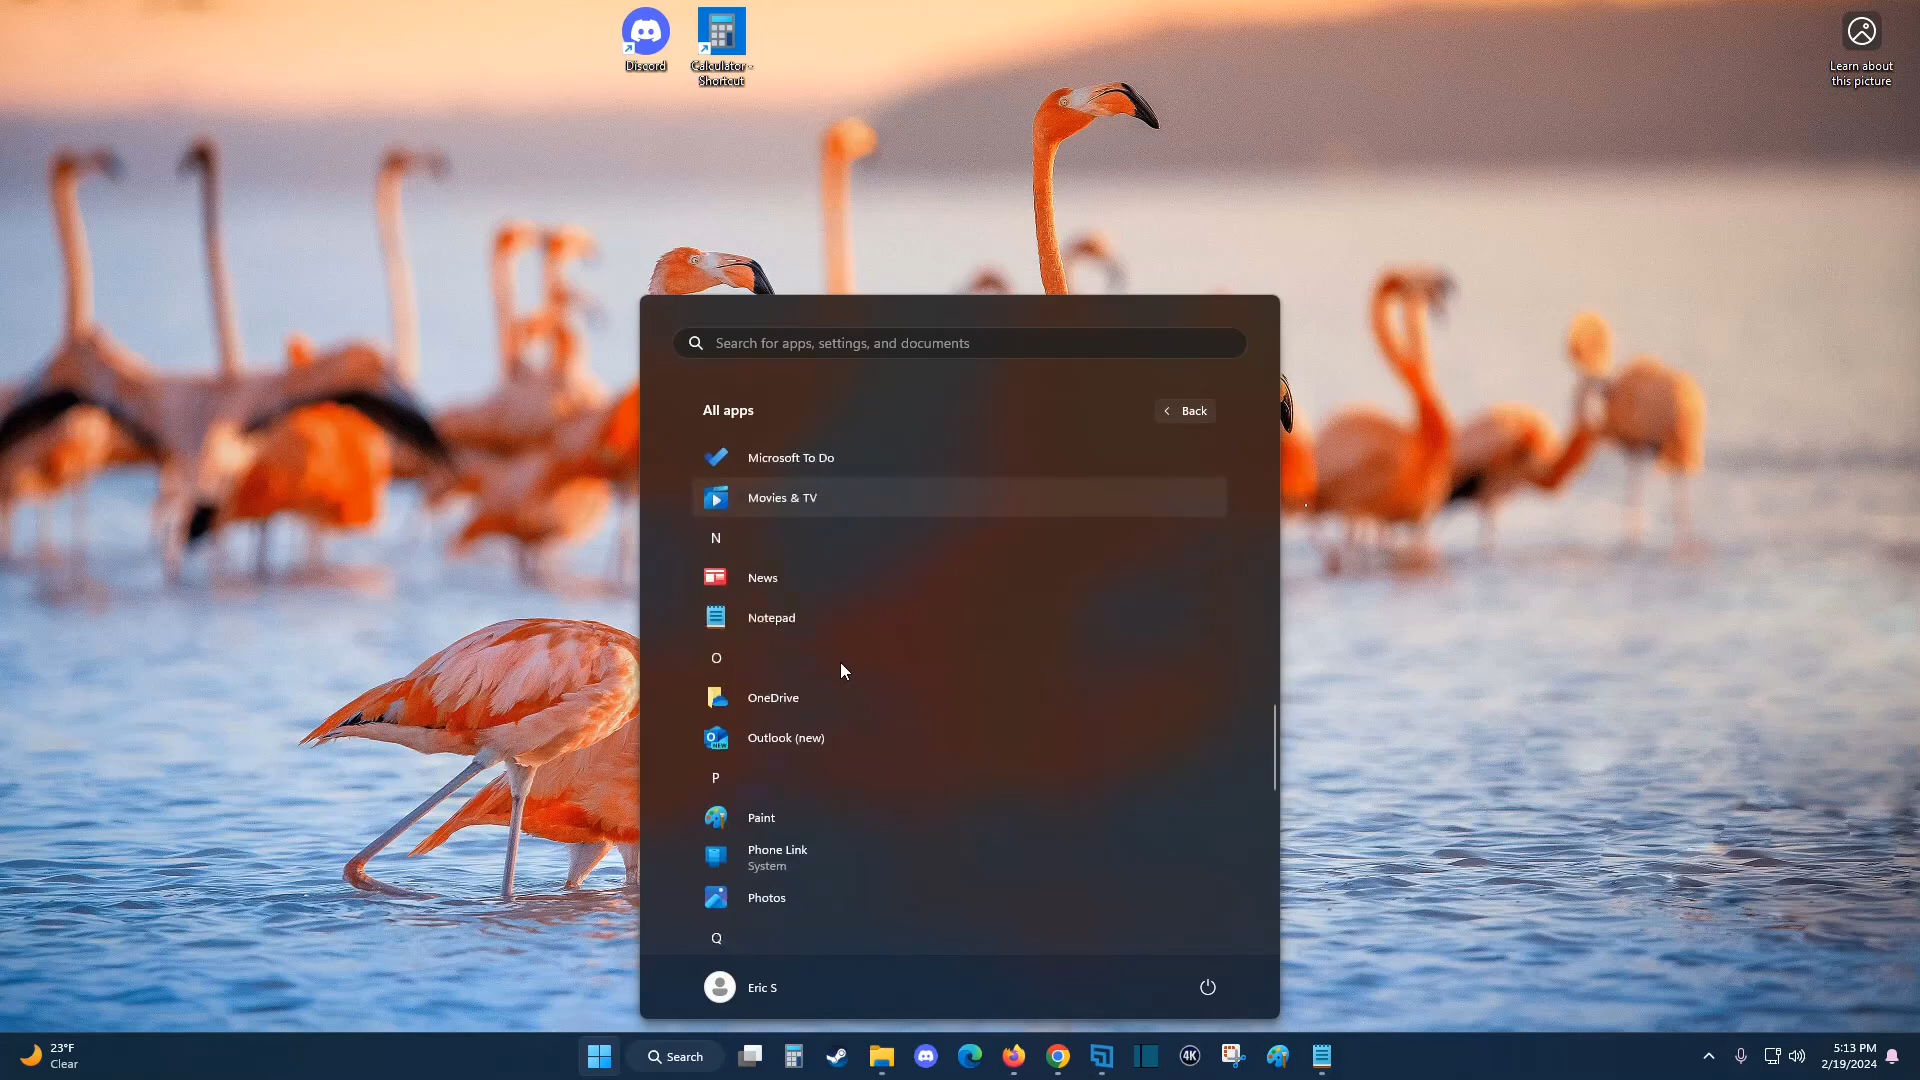 Discord
Calculator -
Shortcut
Learn about
this picture
Search for apps, settings, and documents
All apps
Back
Microsoft To Do
Movies & TV
N
News
Notepad
O
OneDrive
Outlook (new)
P
Paint
Phone Link
System
Photos
Q
Eric S
23°F
Clear
Search
4K
5:13 PM
2/19/2024